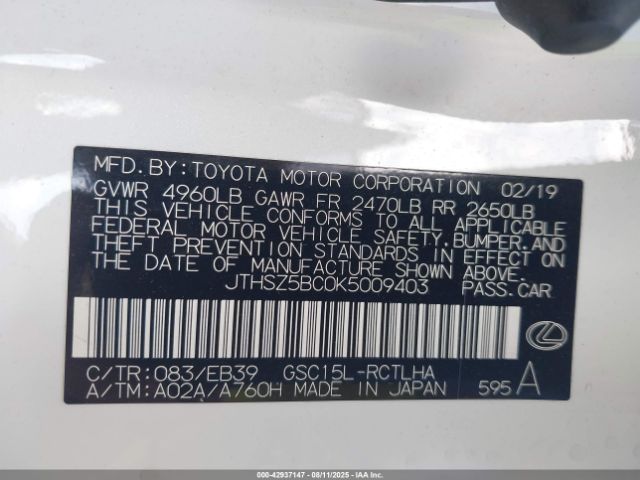 MFD. BY: TOYOTA MOTOR CORPORATION 02/19
GVWR 4960LB GAWR FR 2470LB RR 2650LB
THIS VEHICLE CONFORMS TO ALL APPLICABLE
FEDERAL MOTOR VEHICLE SAFETY, BUMPER, AND
THEFT PREVENTION STANDARDS IN EFFECT ON
THE DATE OF MANUFACTURE SHOWN ABOVE.
JTHSZ5BC0K5009403 PASS. CAR
C/TR: 083/EB39 GSC15L-RCTLHA
A/TM: A02A/A760H MADE IN JAPAN 595 A
000-42937147 - 08/11/2025 - IAAI COPART